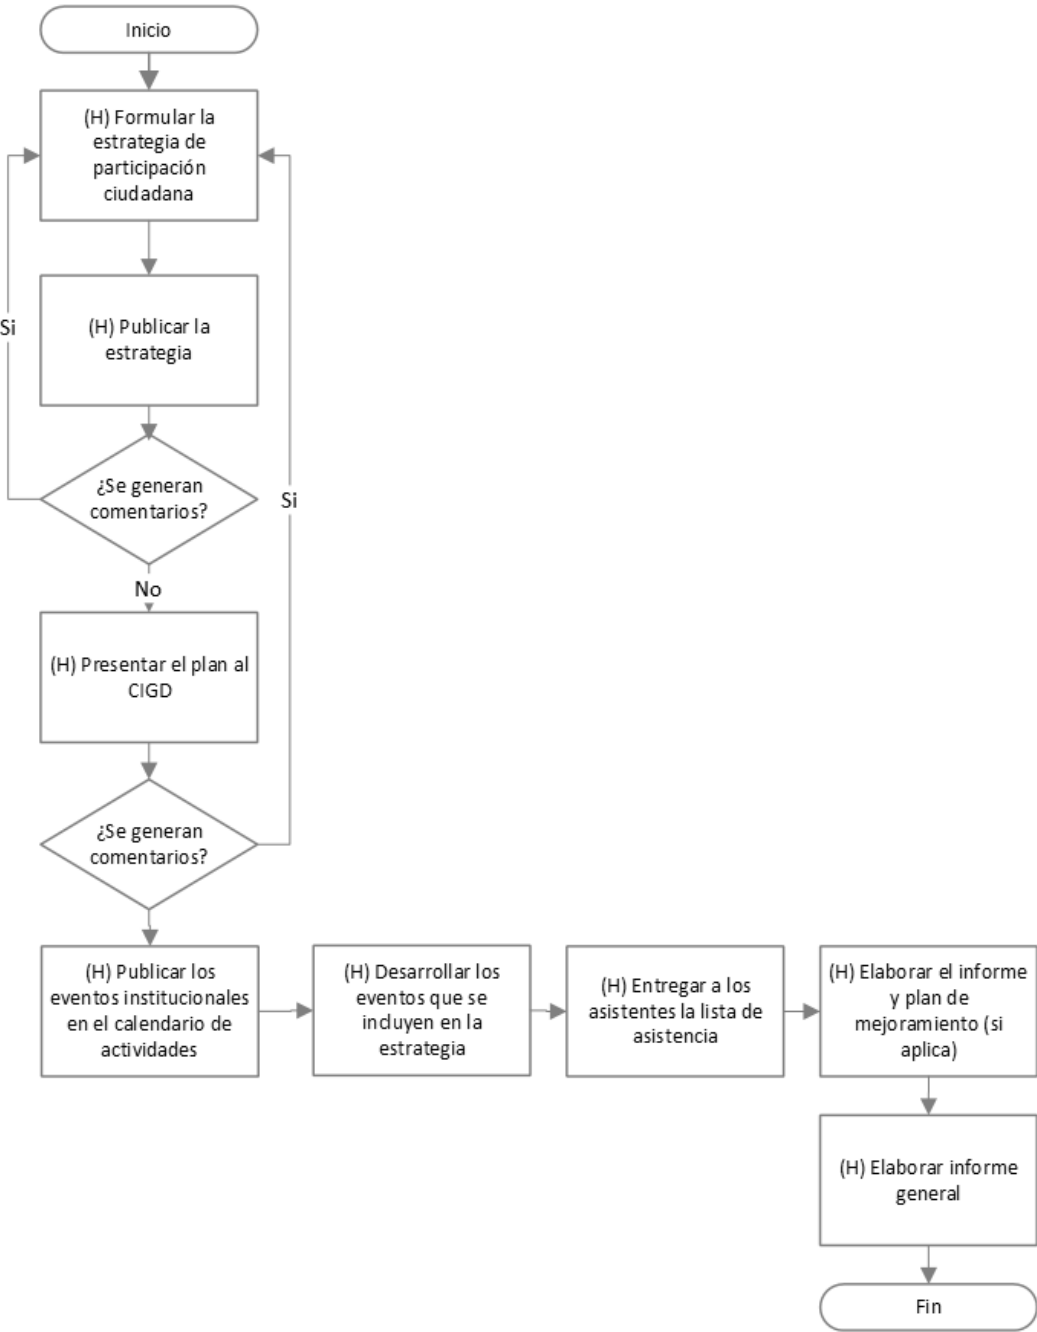 Inicio
(H) Formular la
estrategia de
participación
ciudadana
(H) Publicar la
estrategia
Si
¿Se generan
comentarios?
Si
No
(H) Presentar el plan al
CIGD
¿Se generan
comentarios?
(H) Publicar los
eventos institucionales
en el calendario de
actividades
(H) Desarrollar los
eventos que se
incluyen en la
estrategia
(H) Entregar a los
asistentes la lista de
asistencia
(H) Elaborar el informe
y plan de
mejoramiento (si
aplica)
(H) Elaborar informe
general
Fin